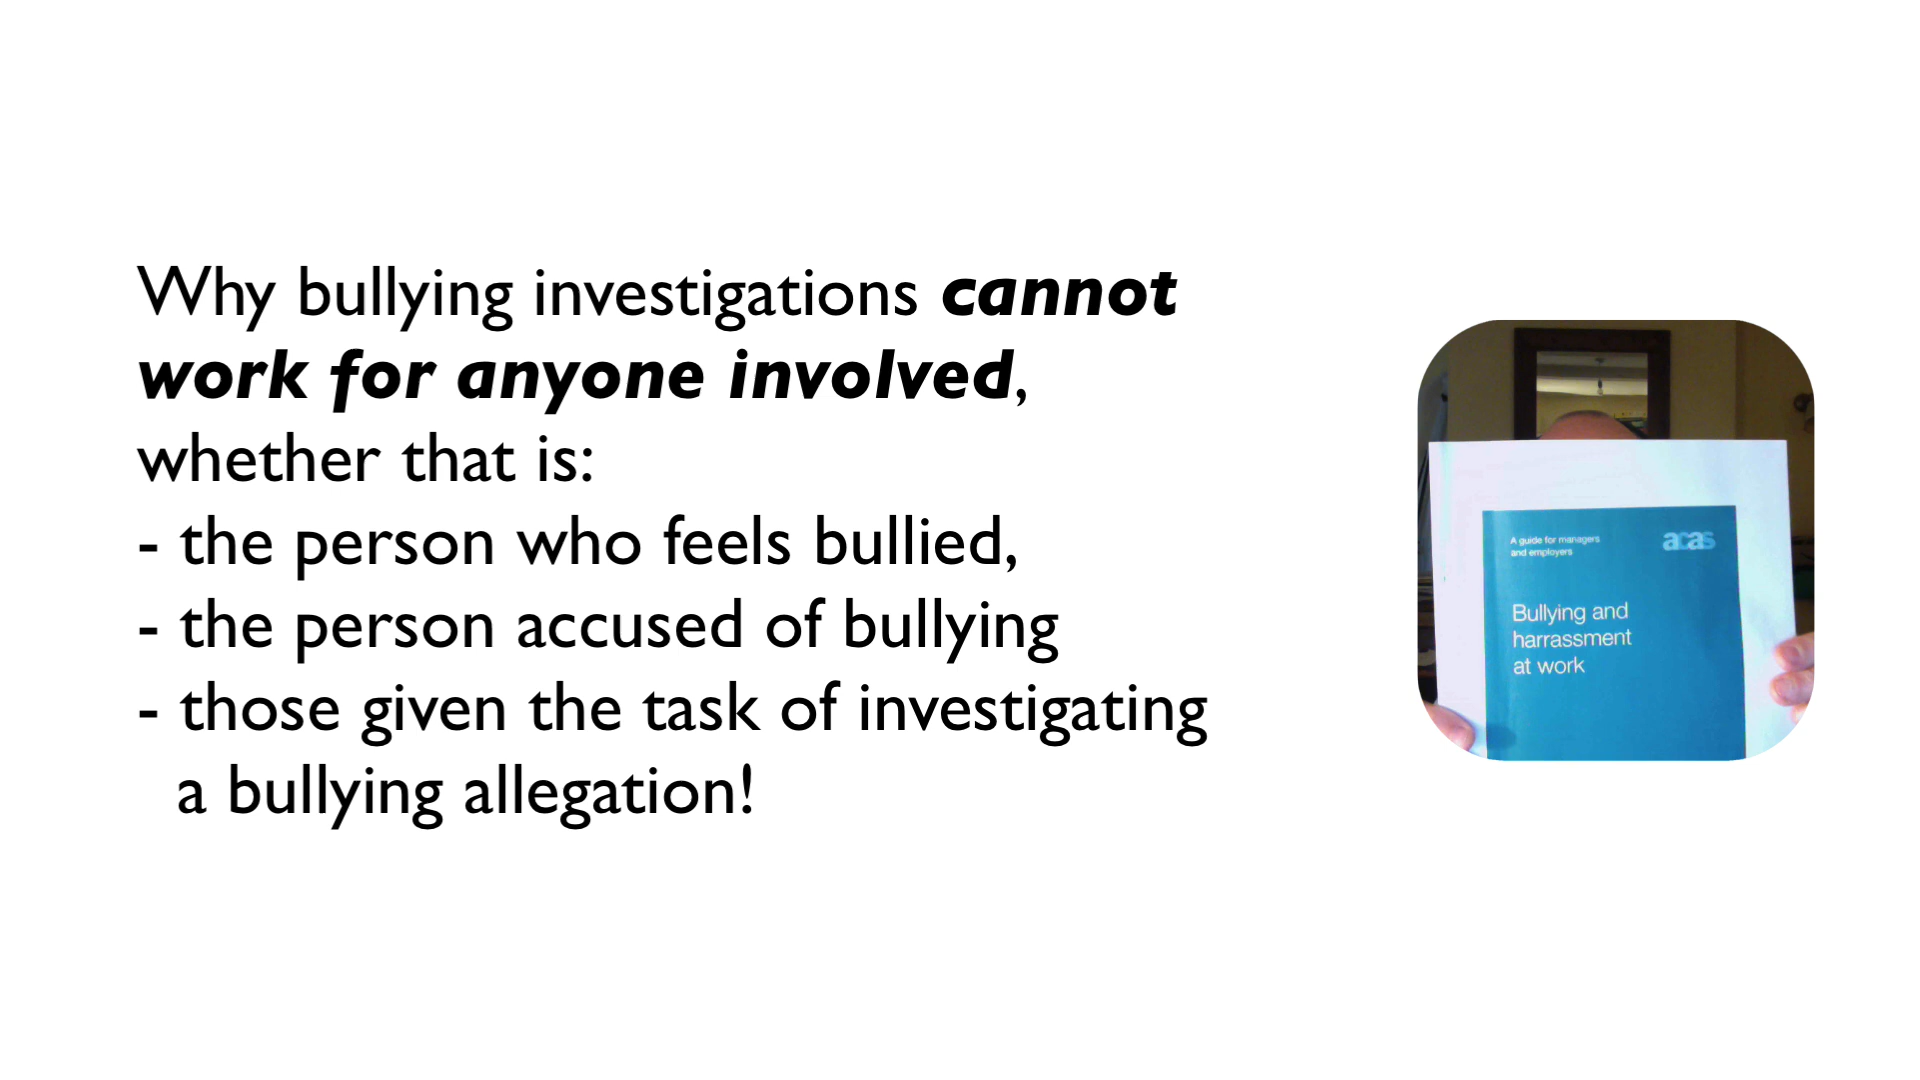 Why bullying investigations cannot
work for anyone involved,
whether that is:
- the person who feels bullied,
- the person accused of bullying
- those given the task of investigating
a bullying allegation!
A guide for managers
and employers
acas
Bullying and
harrassment
at work